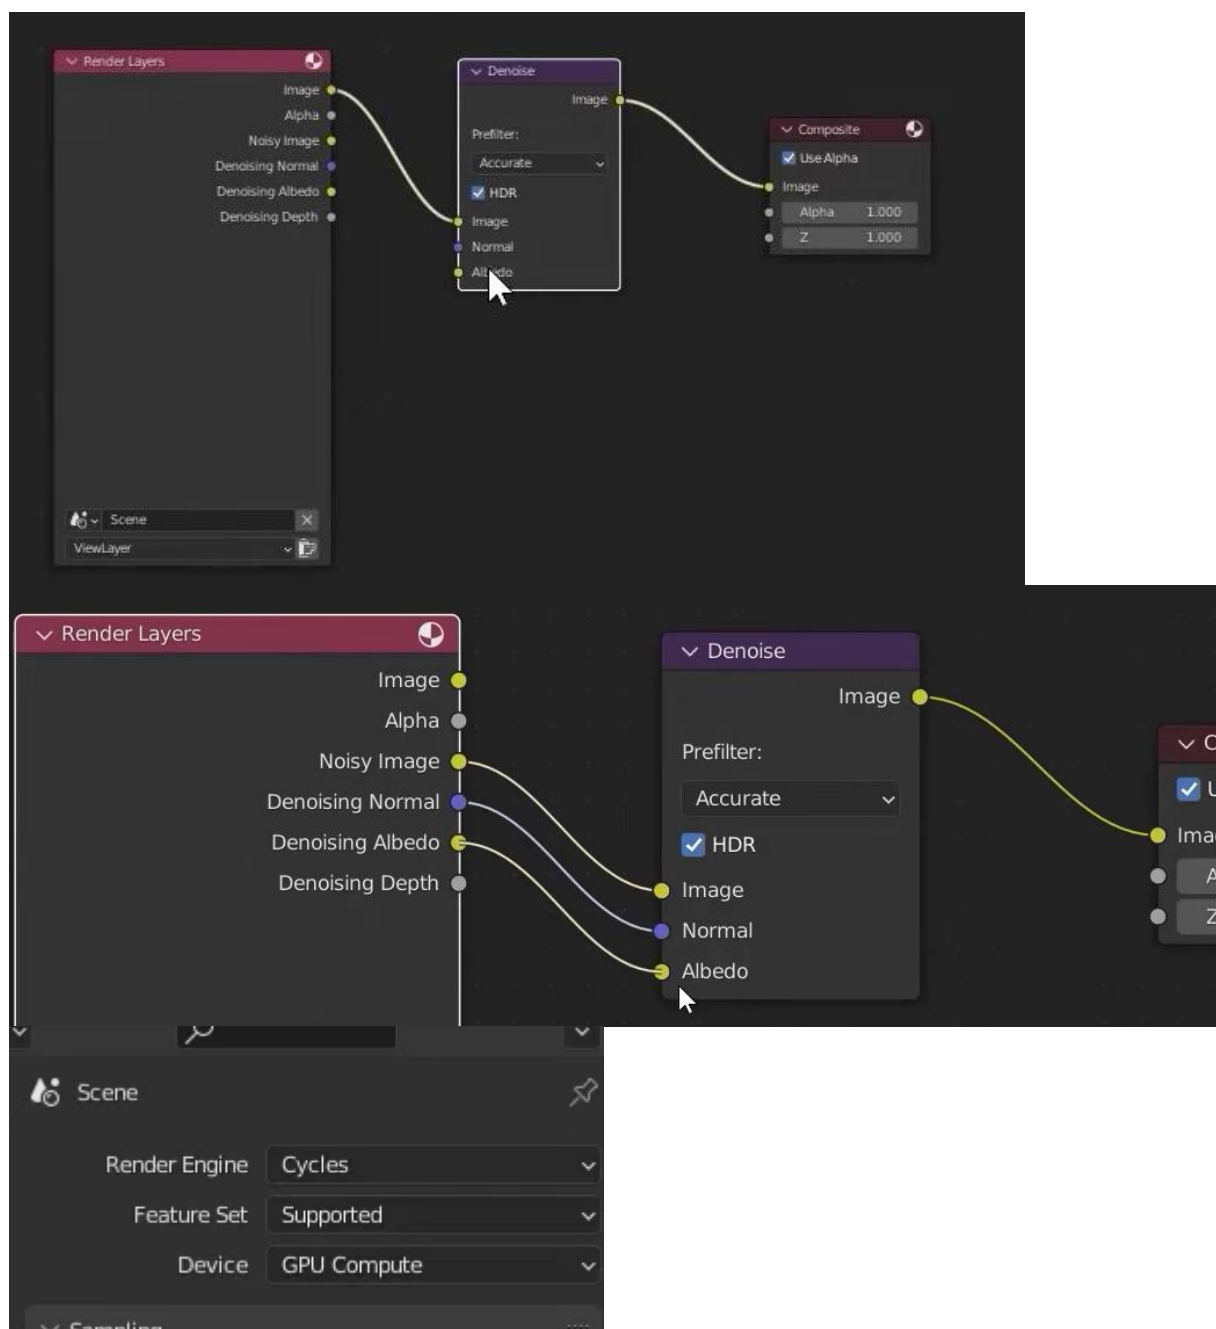 Render Layers
Image
Alpha
Noisy Image
Denoising Normal
Denoising Albedo
Denoising Depth
Scene
ViewLayer
Denoise
Image
Prefilter:
Accurate
HDR
Image
Normal
Albedo
Composite
Use Alpha
Image
Alpha 1.000
Z 1.000
Render Layers
Image
Alpha
Noisy Image
Denoising Normal
Denoising Albedo
Denoising Depth
Denoise
Image
Prefilter:
Accurate
HDR
Image
Normal
Albedo
C
U
Ima
A
Z
Scene
Render Engine Cycles
Feature Set Supported
Device GPU Compute
Sampling